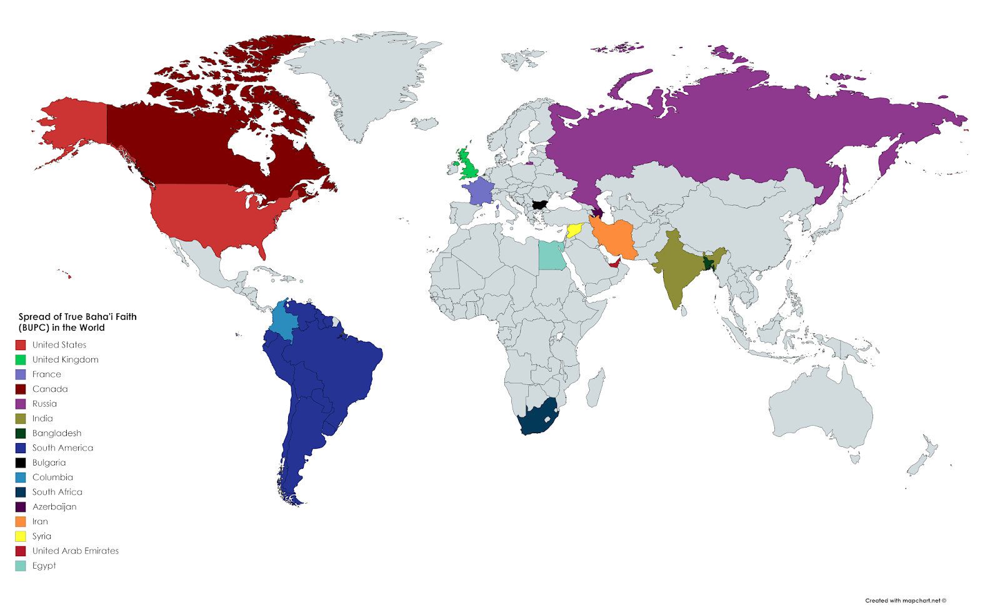 Spread of True Baha'i Faith
(BUPC) in the World
United States
United Kingdom
France
Canada
Russia
India
Bangladesh
South America
Bulgaria
Columbia
South Africa
Azerbaijan
Iran
Syria
United Arab Emirates
Egypt
Created with mapchart.net ©